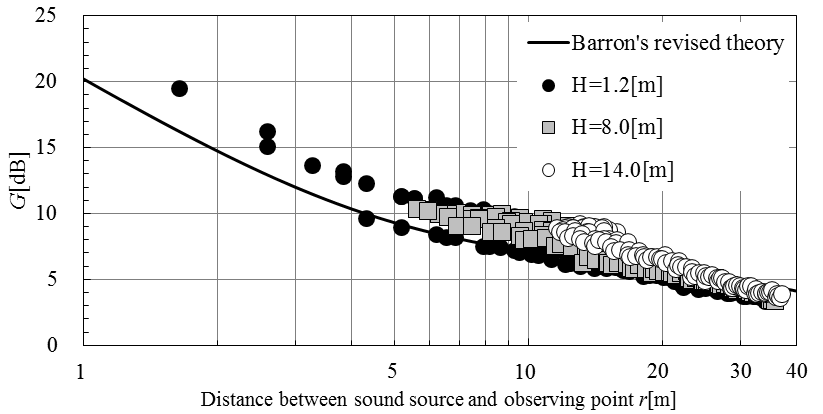 25
20
15
10
5
0
G[dB]
Barron's revised theory
H=1.2[m]
H=8.0[m]
H=14.0[m]
1 5 10 20 30 40
Distance between sound source and observing point r[m]